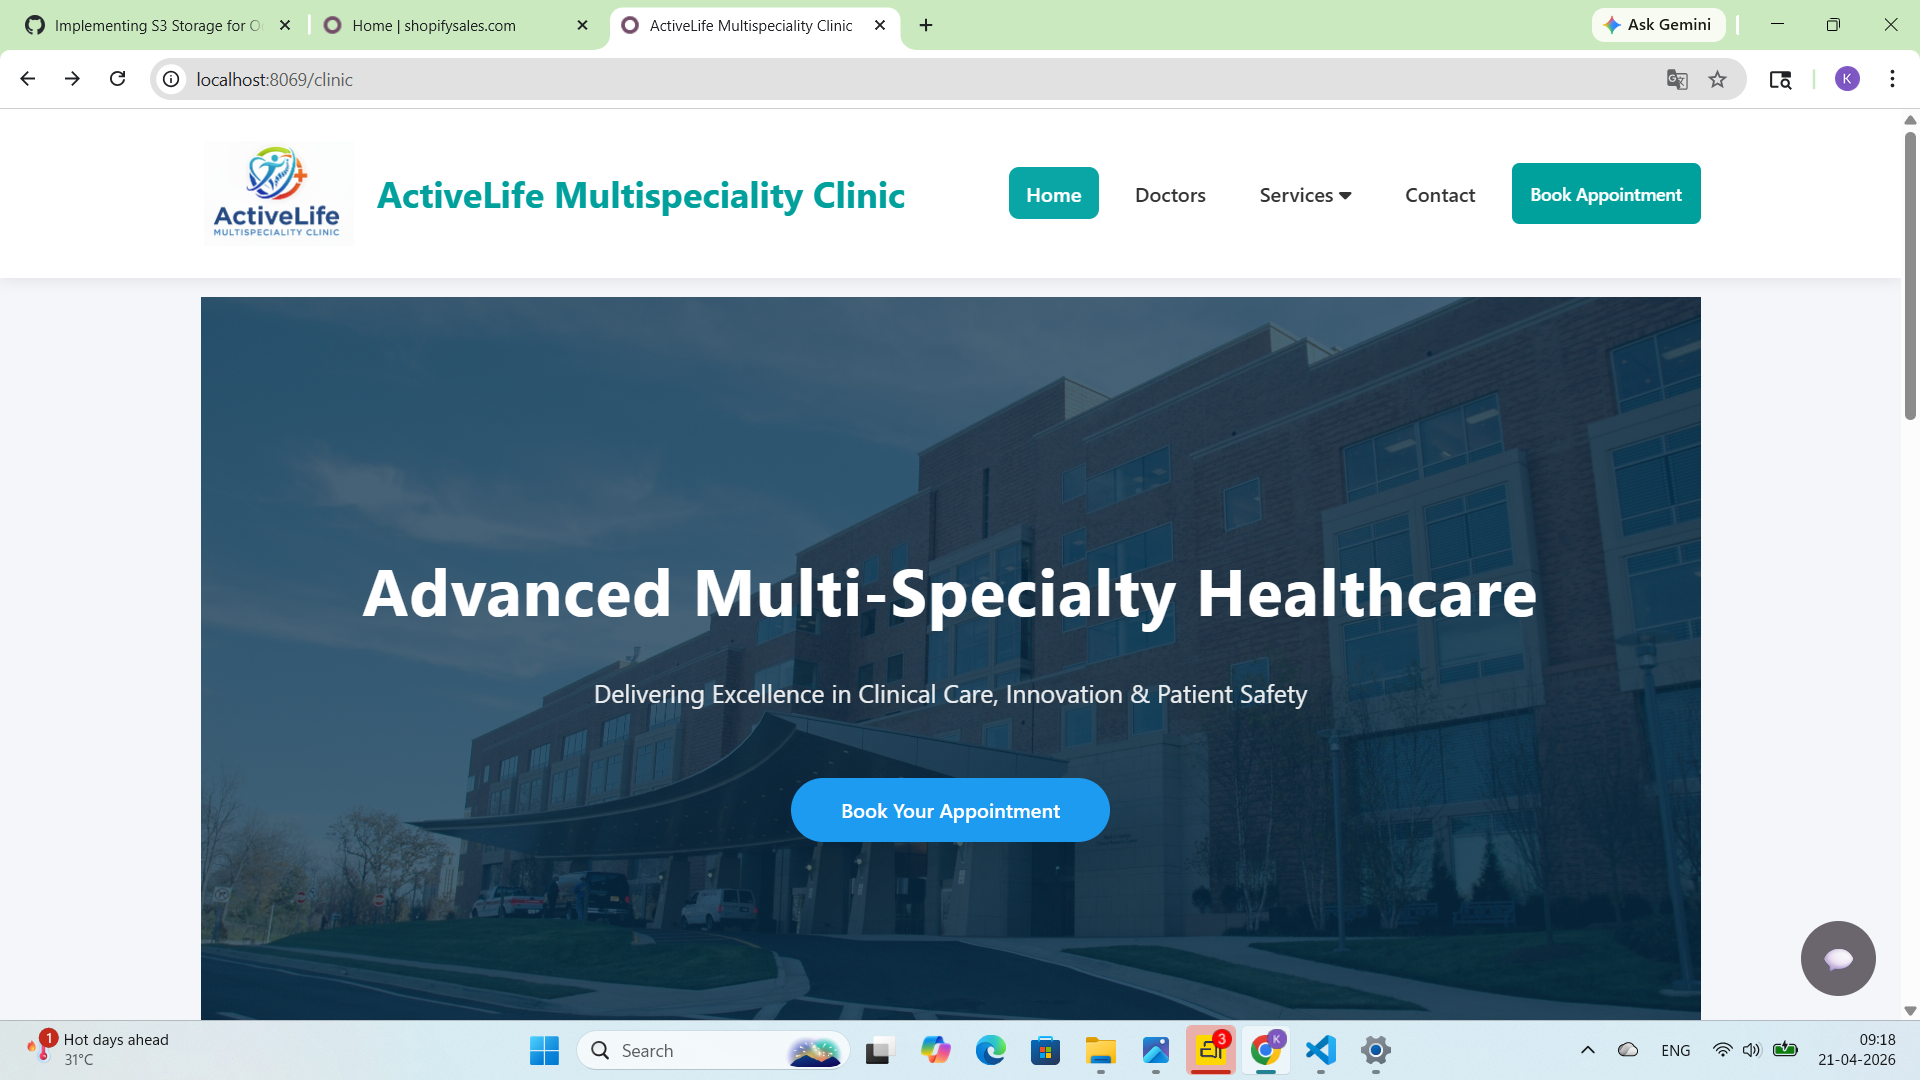 Implementing S3 Storage for O
Home | shopifysales.com
ActiveLife Multispeciality Clinic
Ask Gemini
localhost:8069/clinic
K
ActiveLife
MULTISPECIALITY CLINIC
ActiveLife Multispeciality Clinic
Home
Doctors
Services
Contact
Book Appointment
Advanced Multi-Specialty Healthcare
Delivering Excellence in Clinical Care, Innovation & Patient Safety
Book Your Appointment
1
Hot days ahead
31°C
Search
3
K
ENG
09:18
21-04-2026